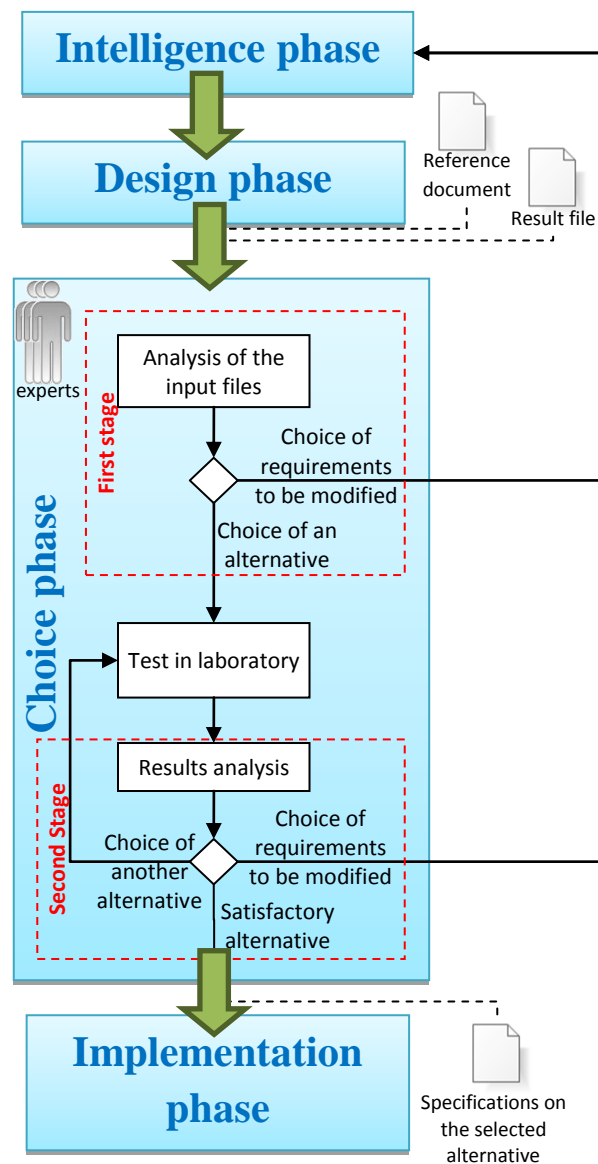 Intelligence phase
Design phase
Reference
document
Result file
experts
Choice phase
First stage
Analysis of the
input files
Choice of
requirements
to be modified
Choice of an
alternative
Test in laboratory
Second Stage
Results analysis
Choice of
another
alternative
Choice of
requirements
to be modified
Satisfactory
alternative
Implementation
phase
Specifications on
the selected
alternative